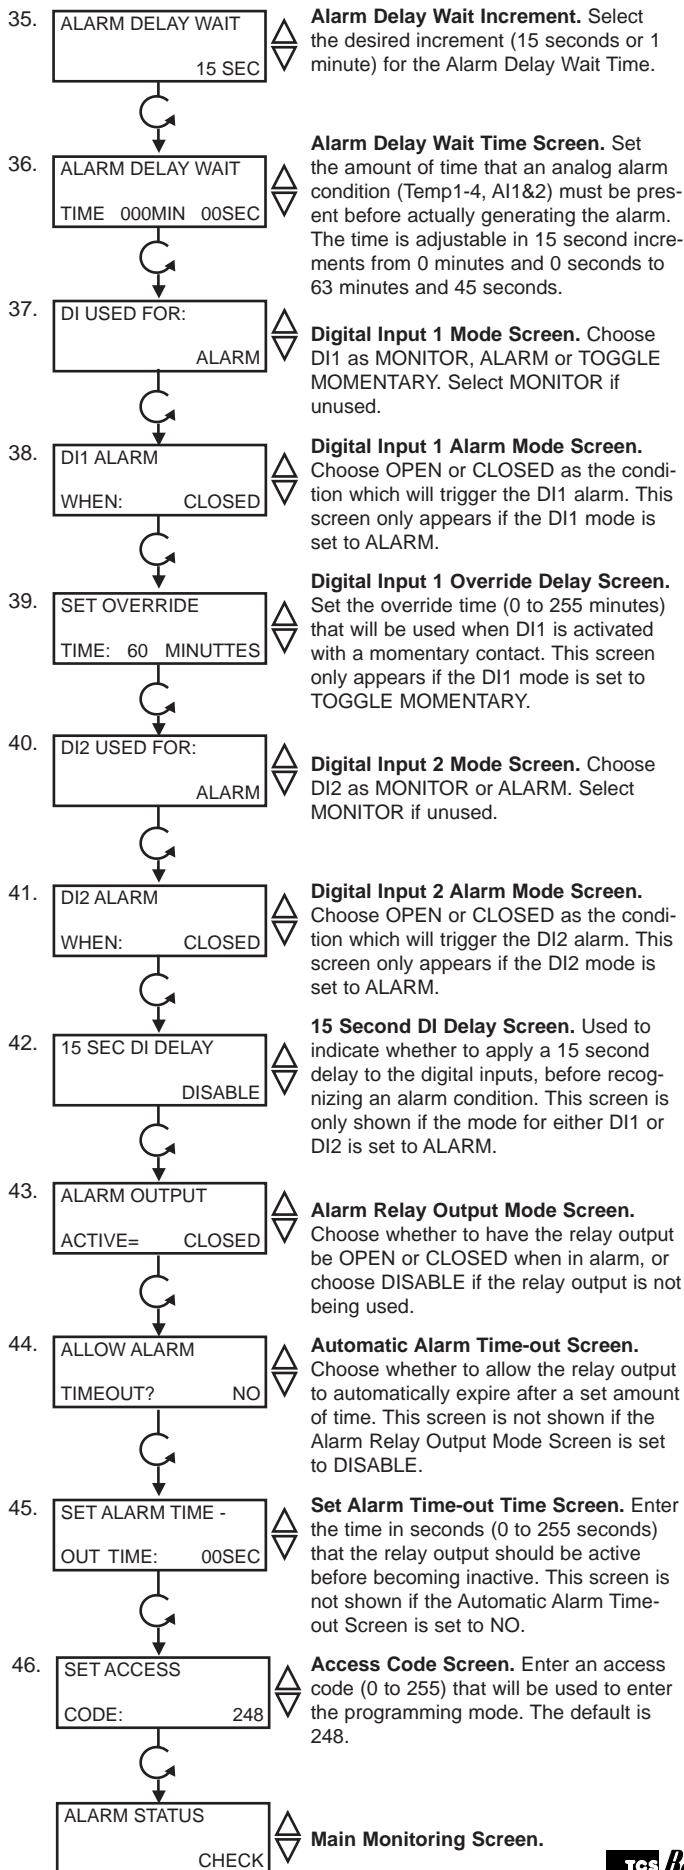 35.
ALARM DELAY WAIT
15 SEC
Alarm Delay Wait Increment. Select
the desired increment (15 seconds or 1
minute) for the Alarm Delay Wait Time.
36.
ALARM DELAY WAIT
TIME 000MIN 00SEC
Alarm Delay Wait Time Screen. Set
the amount of time that an analog alarm
condition (Temp1-4, AI1&2) must be pres-
ent before actually generating the alarm.
The time is adjustable in 15 second incre-
ments from 0 minutes and 0 seconds to
63 minutes and 45 seconds.
37.
DI USED FOR:
ALARM
Digital Input 1 Mode Screen. Choose
DI1 as MONITOR, ALARM or TOGGLE
MOMENTARY. Select MONITOR if
unused.
38.
DI1 ALARM
WHEN: CLOSED
Digital Input 1 Alarm Mode Screen.
Choose OPEN or CLOSED as the condi-
tion which will trigger the DI1 alarm. This
screen only appears if the DI1 mode is
set to ALARM.
39.
SET OVERRIDE
TIME: 60 MINUTTES
Digital Input 1 Override Delay Screen.
Set the override time (0 to 255 minutes)
that will be used when DI1 is activated
with a momentary contact. This screen
only appears if the DI1 mode is set to
TOGGLE MOMENTARY.
40.
DI2 USED FOR:
ALARM
Digital Input 2 Mode Screen. Choose
DI2 as MONITOR or ALARM. Select
MONITOR if unused.
41.
DI2 ALARM
WHEN: CLOSED
Digital Input 2 Alarm Mode Screen.
Choose OPEN or CLOSED as the condi-
tion which will trigger the DI2 alarm. This
screen only appears if the DI2 mode is
set to ALARM.
42.
15 SEC DI DELAY
DISABLE
15 Second DI Delay Screen. Used to
indicate whether to apply a 15 second
delay to the digital inputs, before recog-
nizing an alarm condition. This screen is
only shown if the mode for either DI1 or
DI2 is set to ALARM.
43.
ALARM OUTPUT
ACTIVE= CLOSED
Alarm Relay Output Mode Screen.
Choose whether to have the relay output
be OPEN or CLOSED when in alarm, or
choose DISABLE if the relay output is not
being used.
44.
ALLOW ALARM
TIMEOUT? NO
Automatic Alarm Time-out Screen.
Choose whether to allow the relay output
to automatically expire after a set amount
of time. This screen is not shown if the
Alarm Relay Output Mode Screen is set
to DISABLE.
45.
SET ALARM TIME -
OUT TIME: 00SEC
Set Alarm Time-out Time Screen. Enter
the time in seconds (0 to 255 seconds)
that the relay output should be active
before becoming inactive. This screen is
not shown if the Automatic Alarm Time-
out Screen is set to NO.
46.
SET ACCESS
CODE: 248
Access Code Screen. Enter an access
code (0 to 255) that will be used to enter
the programming mode. The default is
248.
ALARM STATUS
CHECK
Main Monitoring Screen.
TCS